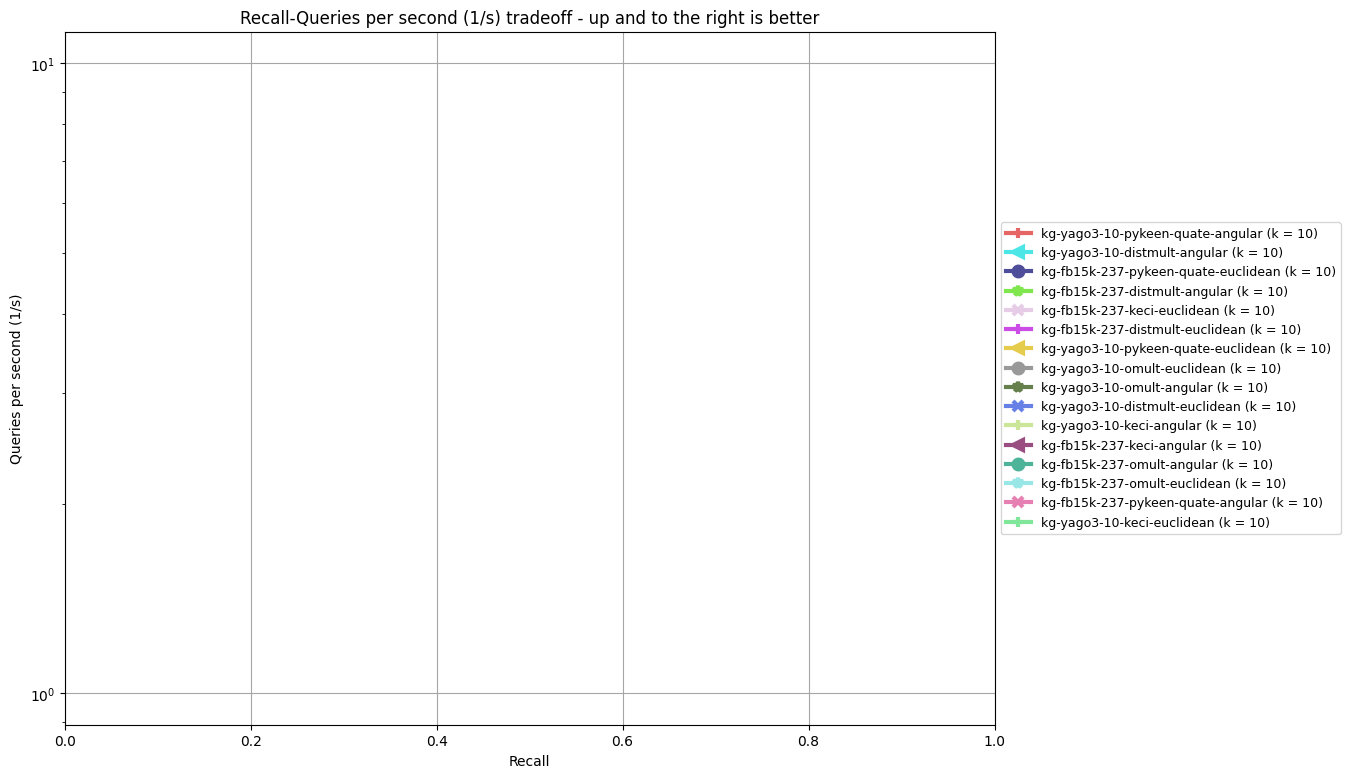 Recall-Queries per second (1/s) tradeoff - up and to the right is better
10¹
10⁰
Queries per second (1/s)
0.0 0.2 0.4 0.6 0.8 1.0
Recall
kg-yago3-10-pykeen-quate-angular (k = 10)
kg-yago3-10-distmult-angular (k = 10)
kg-fb15k-237-pykeen-quate-euclidean (k = 10)
kg-fb15k-237-distmult-angular (k = 10)
kg-fb15k-237-keci-euclidean (k = 10)
kg-fb15k-237-distmult-euclidean (k = 10)
kg-yago3-10-pykeen-quate-euclidean (k = 10)
kg-yago3-10-omult-euclidean (k = 10)
kg-yago3-10-omult-angular (k = 10)
kg-yago3-10-distmult-euclidean (k = 10)
kg-yago3-10-keci-angular (k = 10)
kg-fb15k-237-keci-angular (k = 10)
kg-fb15k-237-omult-angular (k = 10)
kg-fb15k-237-omult-euclidean (k = 10)
kg-fb15k-237-pykeen-quate-angular (k = 10)
kg-yago3-10-keci-euclidean (k = 10)